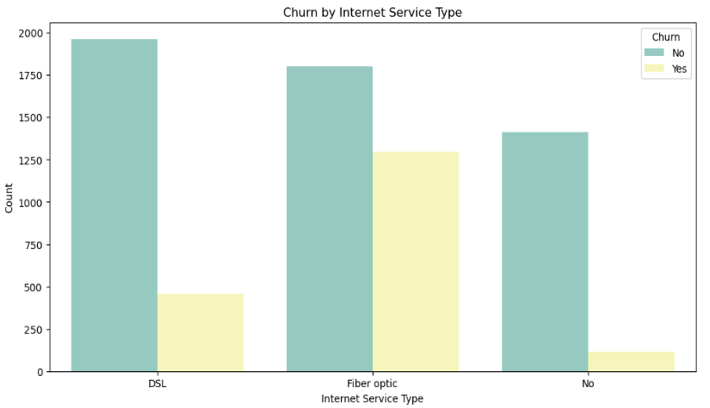 Churn by Internet Service Type
Churn
No
Yes
2000
1750
1500
1250
1000
750
500
250
0
Count
DSL
Fiber optic
No
Internet Service Type